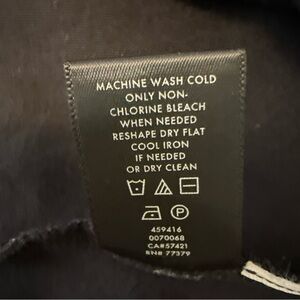 MACHINE WASH COLD
ONLY NON-
CHLORINE BLEACH
WHEN NEEDED
RESHAPE DRY FLAT
COOL IRON
IF NEEDED
OR DRY CLEAN
P
459416
0070068
CA#57421
RN# 77379